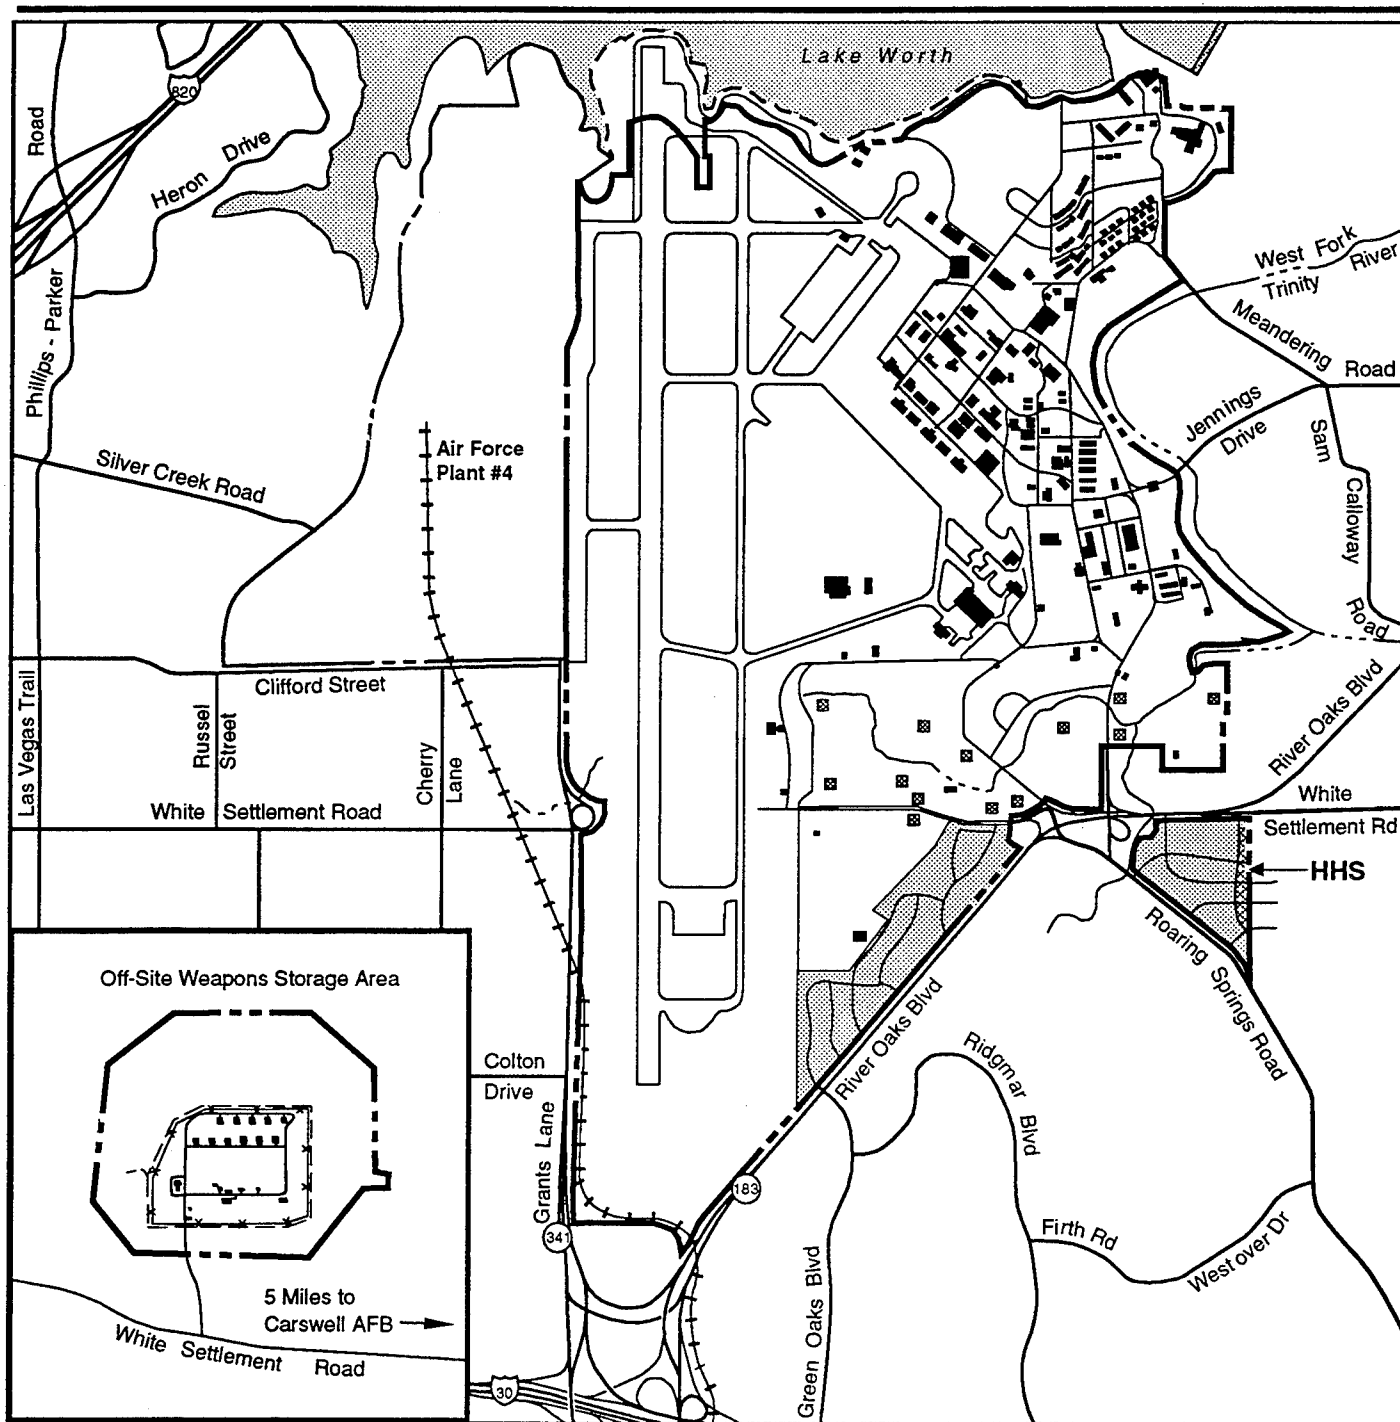 Lake Worth
820
Road
Heron Drive
Phillips - Parker
West Fork
Trinity River
Meandering
Road
Jennings
Drive
Sam
Calloway
Road
Air Force
Plant #4
Silver Creek Road
Clifford Street
Las Vegas Trail
Russel
Street
Cherry
Lane
White Settlement Road
River Oaks Blvd
White
Settlement Rd
HHS
Roaring Springs Road
River Oaks Blvd
Ridgmar Blvd
Off-Site Weapons Storage Area
Colton
Drive
Grants Lane
183
341
Firth Rd
Westover Dr
Green Oaks Blvd
5 Miles to
Carswell AFB
White Settlement Road
30